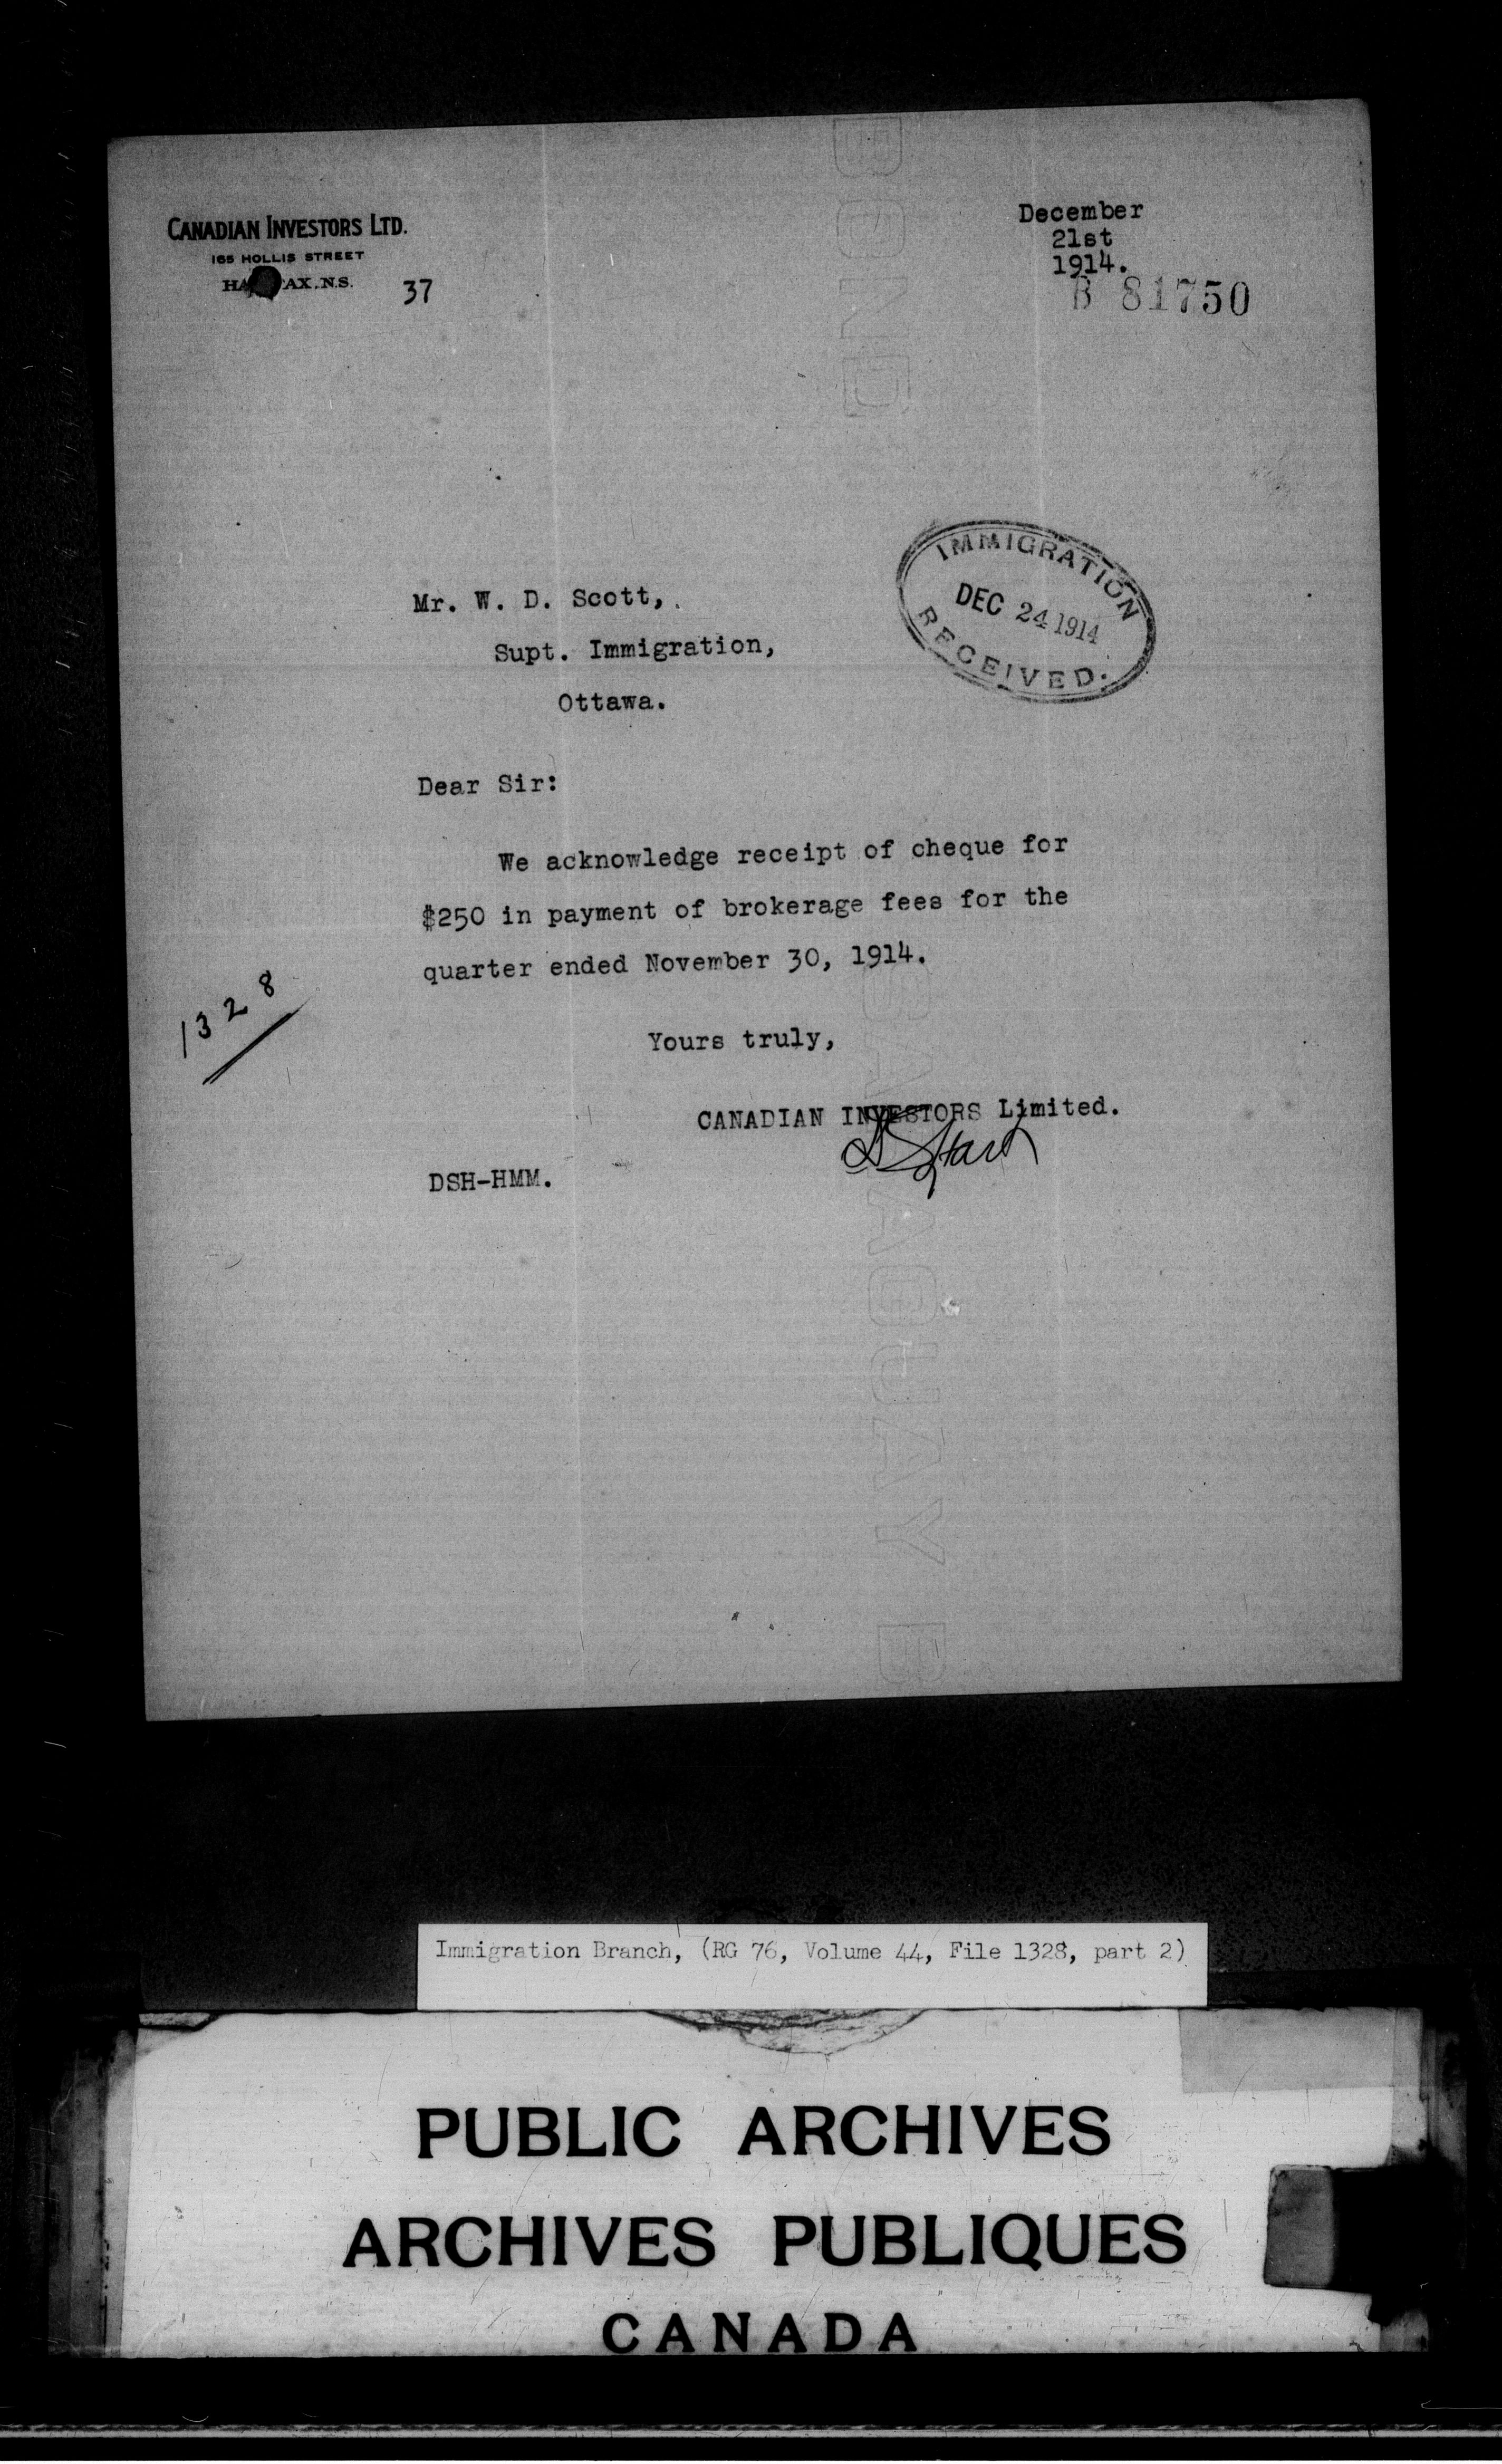 CANADIAN INVESTORS LTD.
165 HOLLIS STREET
HALIFAX, N.S.
37
December
21st
1914.
B 81750
IMMIGRATION
DEC 24 1914
RECEIVED.
Mr. W. D. Scott,
Supt. Immigration,
Ottawa.
Dear Sir:
We acknowledge receipt of cheque for
$250 in payment of brokerage fees for the
quarter ended November 30, 1914.
1328
Yours truly,
CANADIAN INVESTORS Limited.
DSH-HMM.
BOND
Immigration Branch, (RG 76, Volume 44, File 1328, part 2)
PUBLIC ARCHIVES
ARCHIVES PUBLIQUES
CANADA